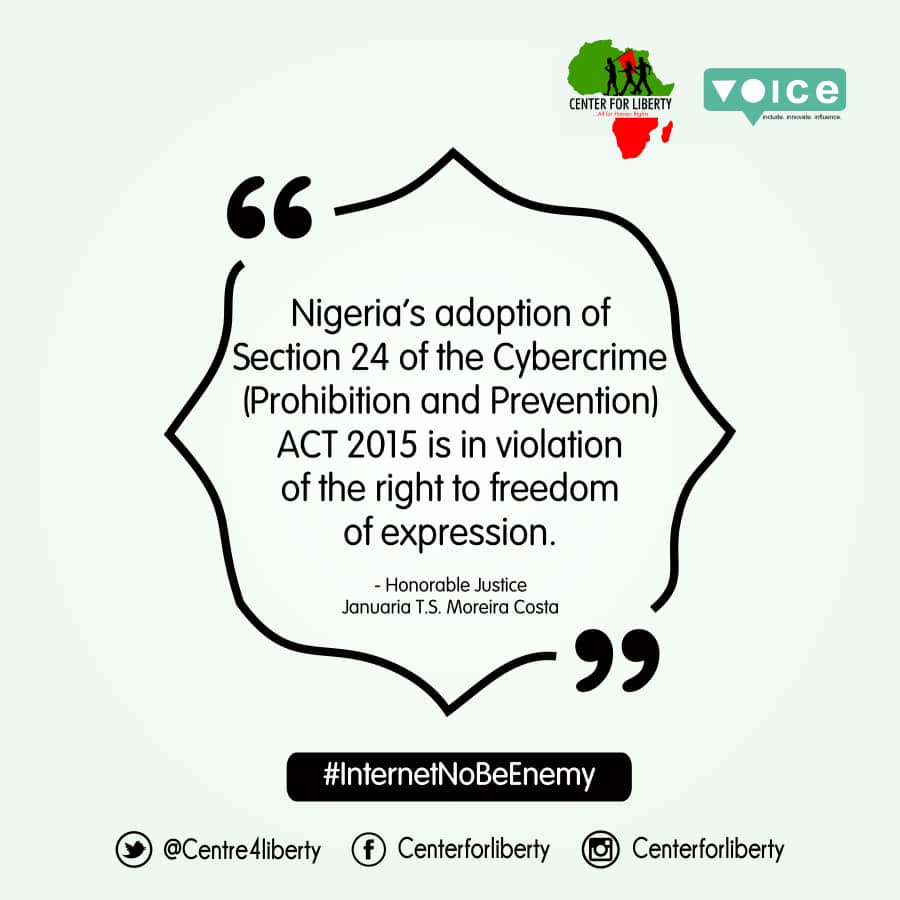 CENTER FOR LIBERTY
...All for Human Rights
VOICE
include. innovate. influence.
“
Nigeria’s adoption of
Section 24 of the Cybercrime
(Prohibition and Prevention)
ACT 2015 is in violation
of the right to freedom
of expression.
- Honorable Justice
Januaria T.S. Moreira Costa
”
#InternetNoBeEnemy
@Centre4liberty
Centerforliberty
Centerforliberty